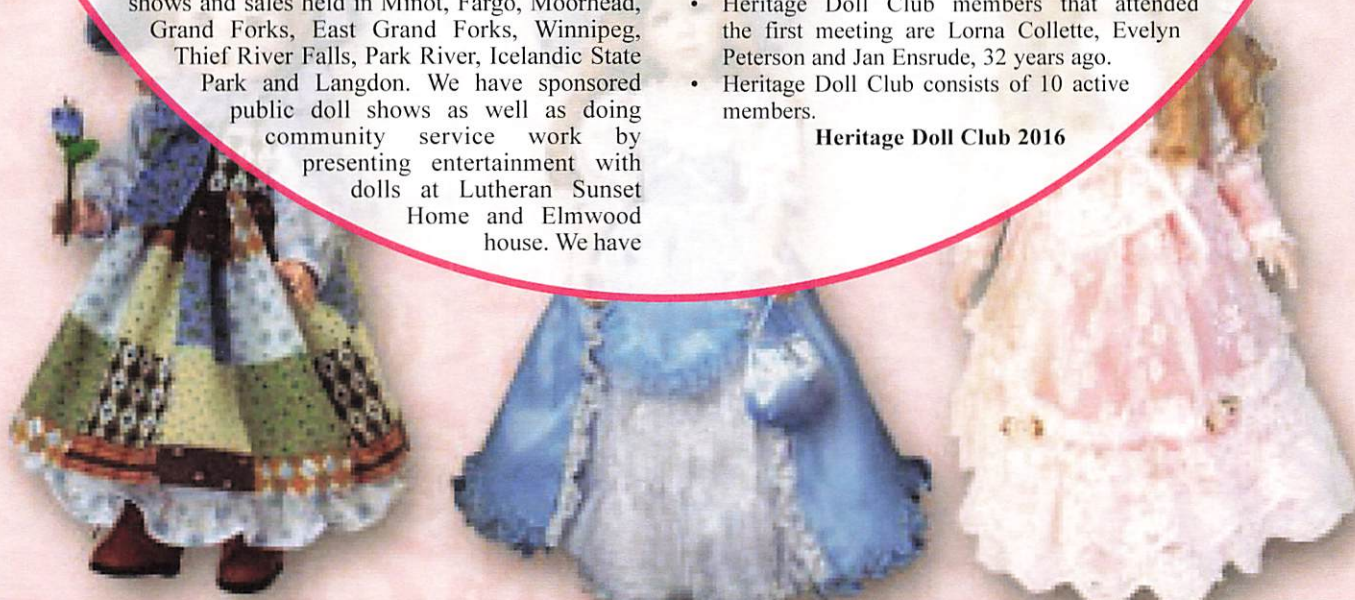 shows and sales held in Minot, Fargo, Moorhead,
Grand Forks, East Grand Forks, Winnipeg,
Thief River Falls, Park River, Icelandic State
Park and Langdon. We have sponsored
public doll shows as well as doing
community service work by
presenting entertainment with
dolls at Lutheran Sunset
Home and Elmwood
house. We have
• Heritage Doll Club members that attended
the first meeting are Lorna Collette, Evelyn
Peterson and Jan Ensrude, 32 years ago.
• Heritage Doll Club consists of 10 active
members.
Heritage Doll Club 2016